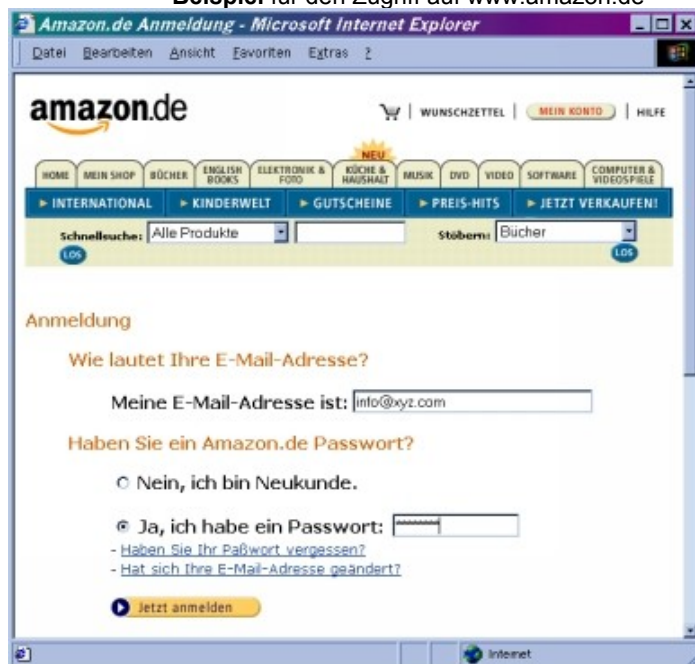 Beispiel für den Zugriff auf www.amazon.de
Amazon.de Anmeldung - Microsoft Internet Explorer
Datei Bearbeiten Ansicht Favoriten Extras ?
amazon.de
WUNSCHZETTEL | MEIN KONTO | HILFE
NEU
HOME MEIN SHOP BÜCHER ENGLISH BOOKS ELEKTRONIK & FOTO KÜCHE & HAUSHALT MUSIK DVD VIDEO SOFTWARE COMPUTER & VIDEOSPIELE
INTERNATIONAL KINDERWELT GUTSCHEINE PREIS-HITS JETZT VERKAUFEN!
Schnellsuche: Alle Produkte Stöbern: Bücher
LOS LOS
Anmeldung
Wie lautet Ihre E-Mail-Adresse?
Meine E-Mail-Adresse ist: info@xyz.com
Haben Sie ein Amazon.de Passwort?
Nein, ich bin Neukunde.
Ja, ich habe ein Passwort: ********
- Haben Sie Ihr Paßwort vergessen?
- Hat sich Ihre E-Mail-Adresse geändert?
Jetzt anmelden
Internet